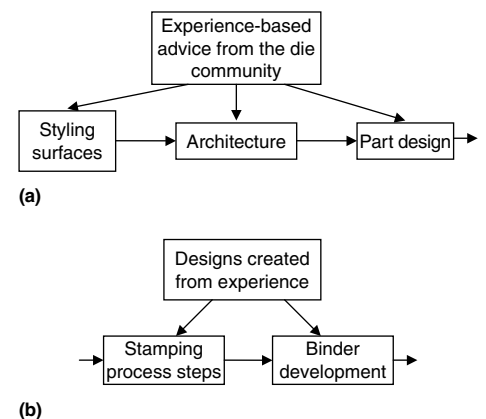 Experience-based
advice from the die
community
Styling
surfaces
Architecture
Part design
(a)
Designs created
from experience
Stamping
process steps
Binder
development
(b)